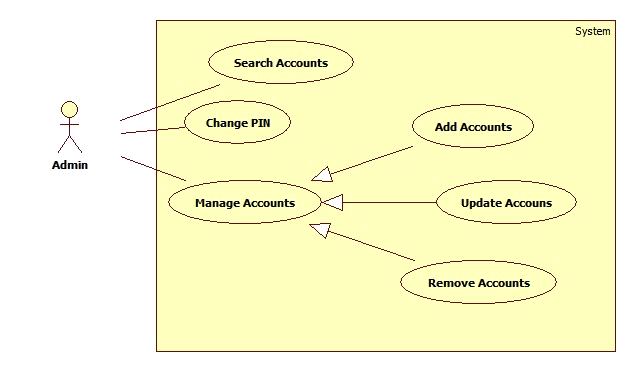 System
Search Accounts
Change PIN
Add Accounts
Admin
Manage Accounts
Update Accouns
Remove Accounts